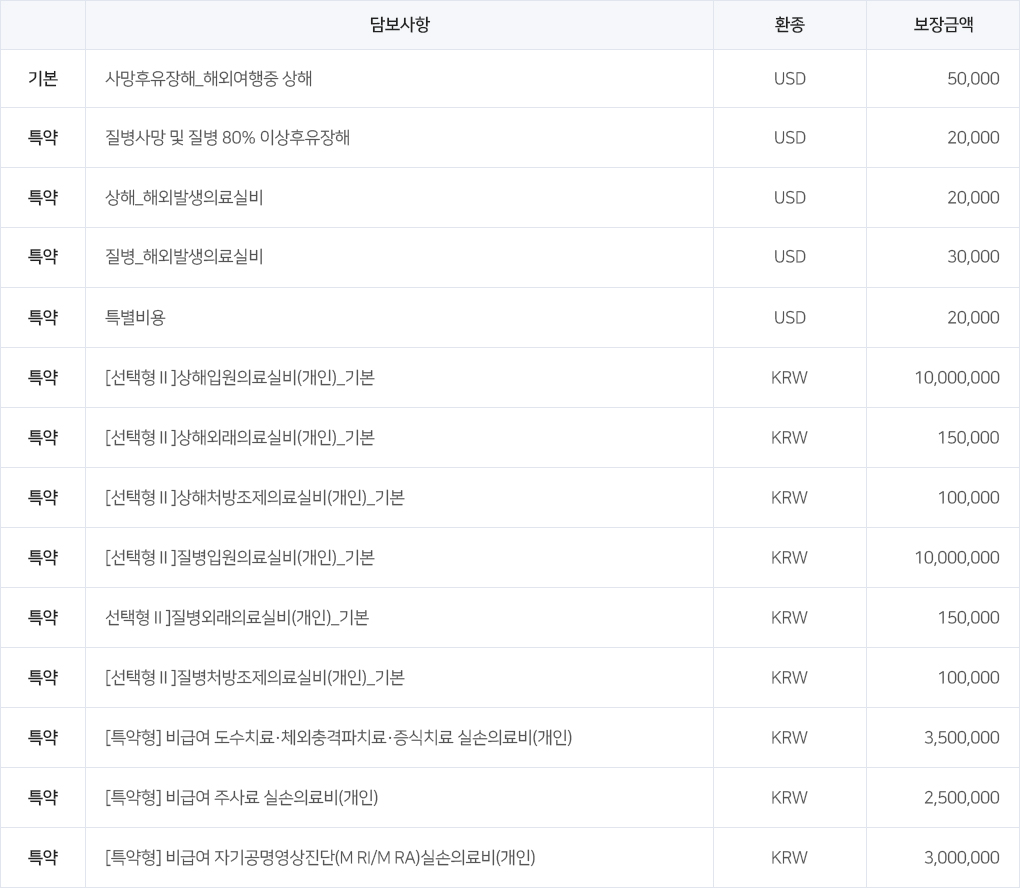 담보사항 환종 보장금액
기본 사망후유장해_해외여행중 상해 USD 50,000
특약 질병사망 및 질병 80% 이상후유장해 USD 20,000
특약 상해_해외발생의료실비 USD 20,000
특약 질병_해외발생의료실비 USD 30,000
특약 특별비용 USD 20,000
특약 [선택형Ⅱ]상해입원의료실비(개인)_기본 KRW 10,000,000
특약 [선택형Ⅱ]상해외래의료실비(개인)_기본 KRW 150,000
특약 [선택형Ⅱ]상해처방조제의료실비(개인)_기본 KRW 100,000
특약 [선택형Ⅱ]질병입원의료실비(개인)_기본 KRW 10,000,000
특약 선택형Ⅱ]질병외래의료실비(개인)_기본 KRW 150,000
특약 [선택형Ⅱ]질병처방조제의료실비(개인)_기본 KRW 100,000
특약 [특약형] 비급여 도수치료·체외충격파치료·증식치료 실손의료비(개인) KRW 3,500,000
특약 [특약형] 비급여 주사료 실손의료비(개인) KRW 2,500,000
특약 [특약형] 비급여 자기공명영상진단(M RI/M RA)실손의료비(개인) KRW 3,000,000